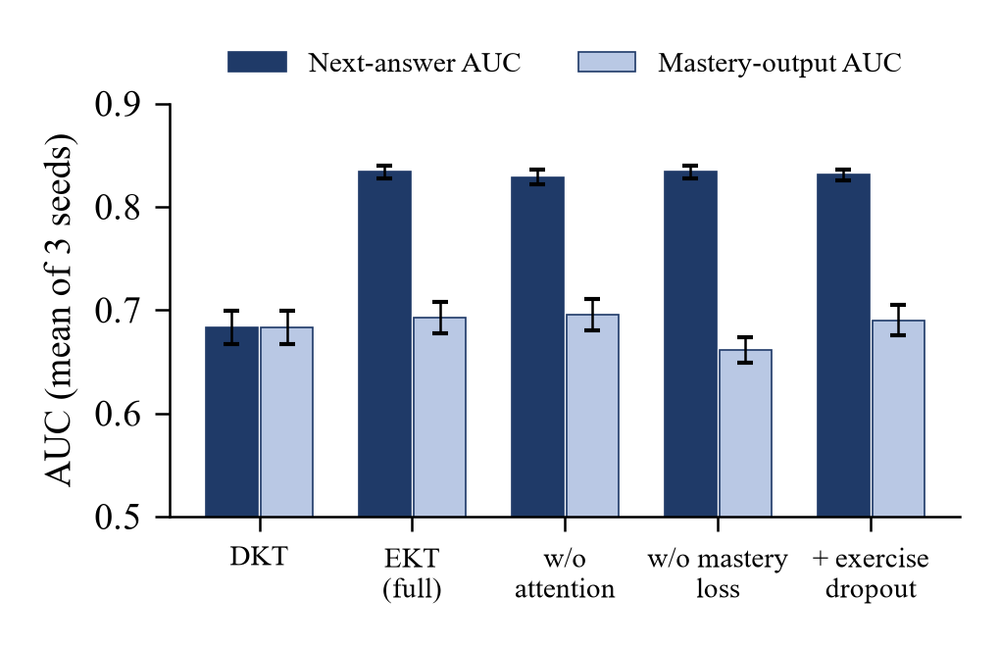 Next-answer AUC
Mastery-output AUC
AUC (mean of 3 seeds)
0.9
0.8
0.7
0.6
0.5
DKT
EKT
(full)
w/o
attention
w/o mastery
loss
+ exercise
dropout